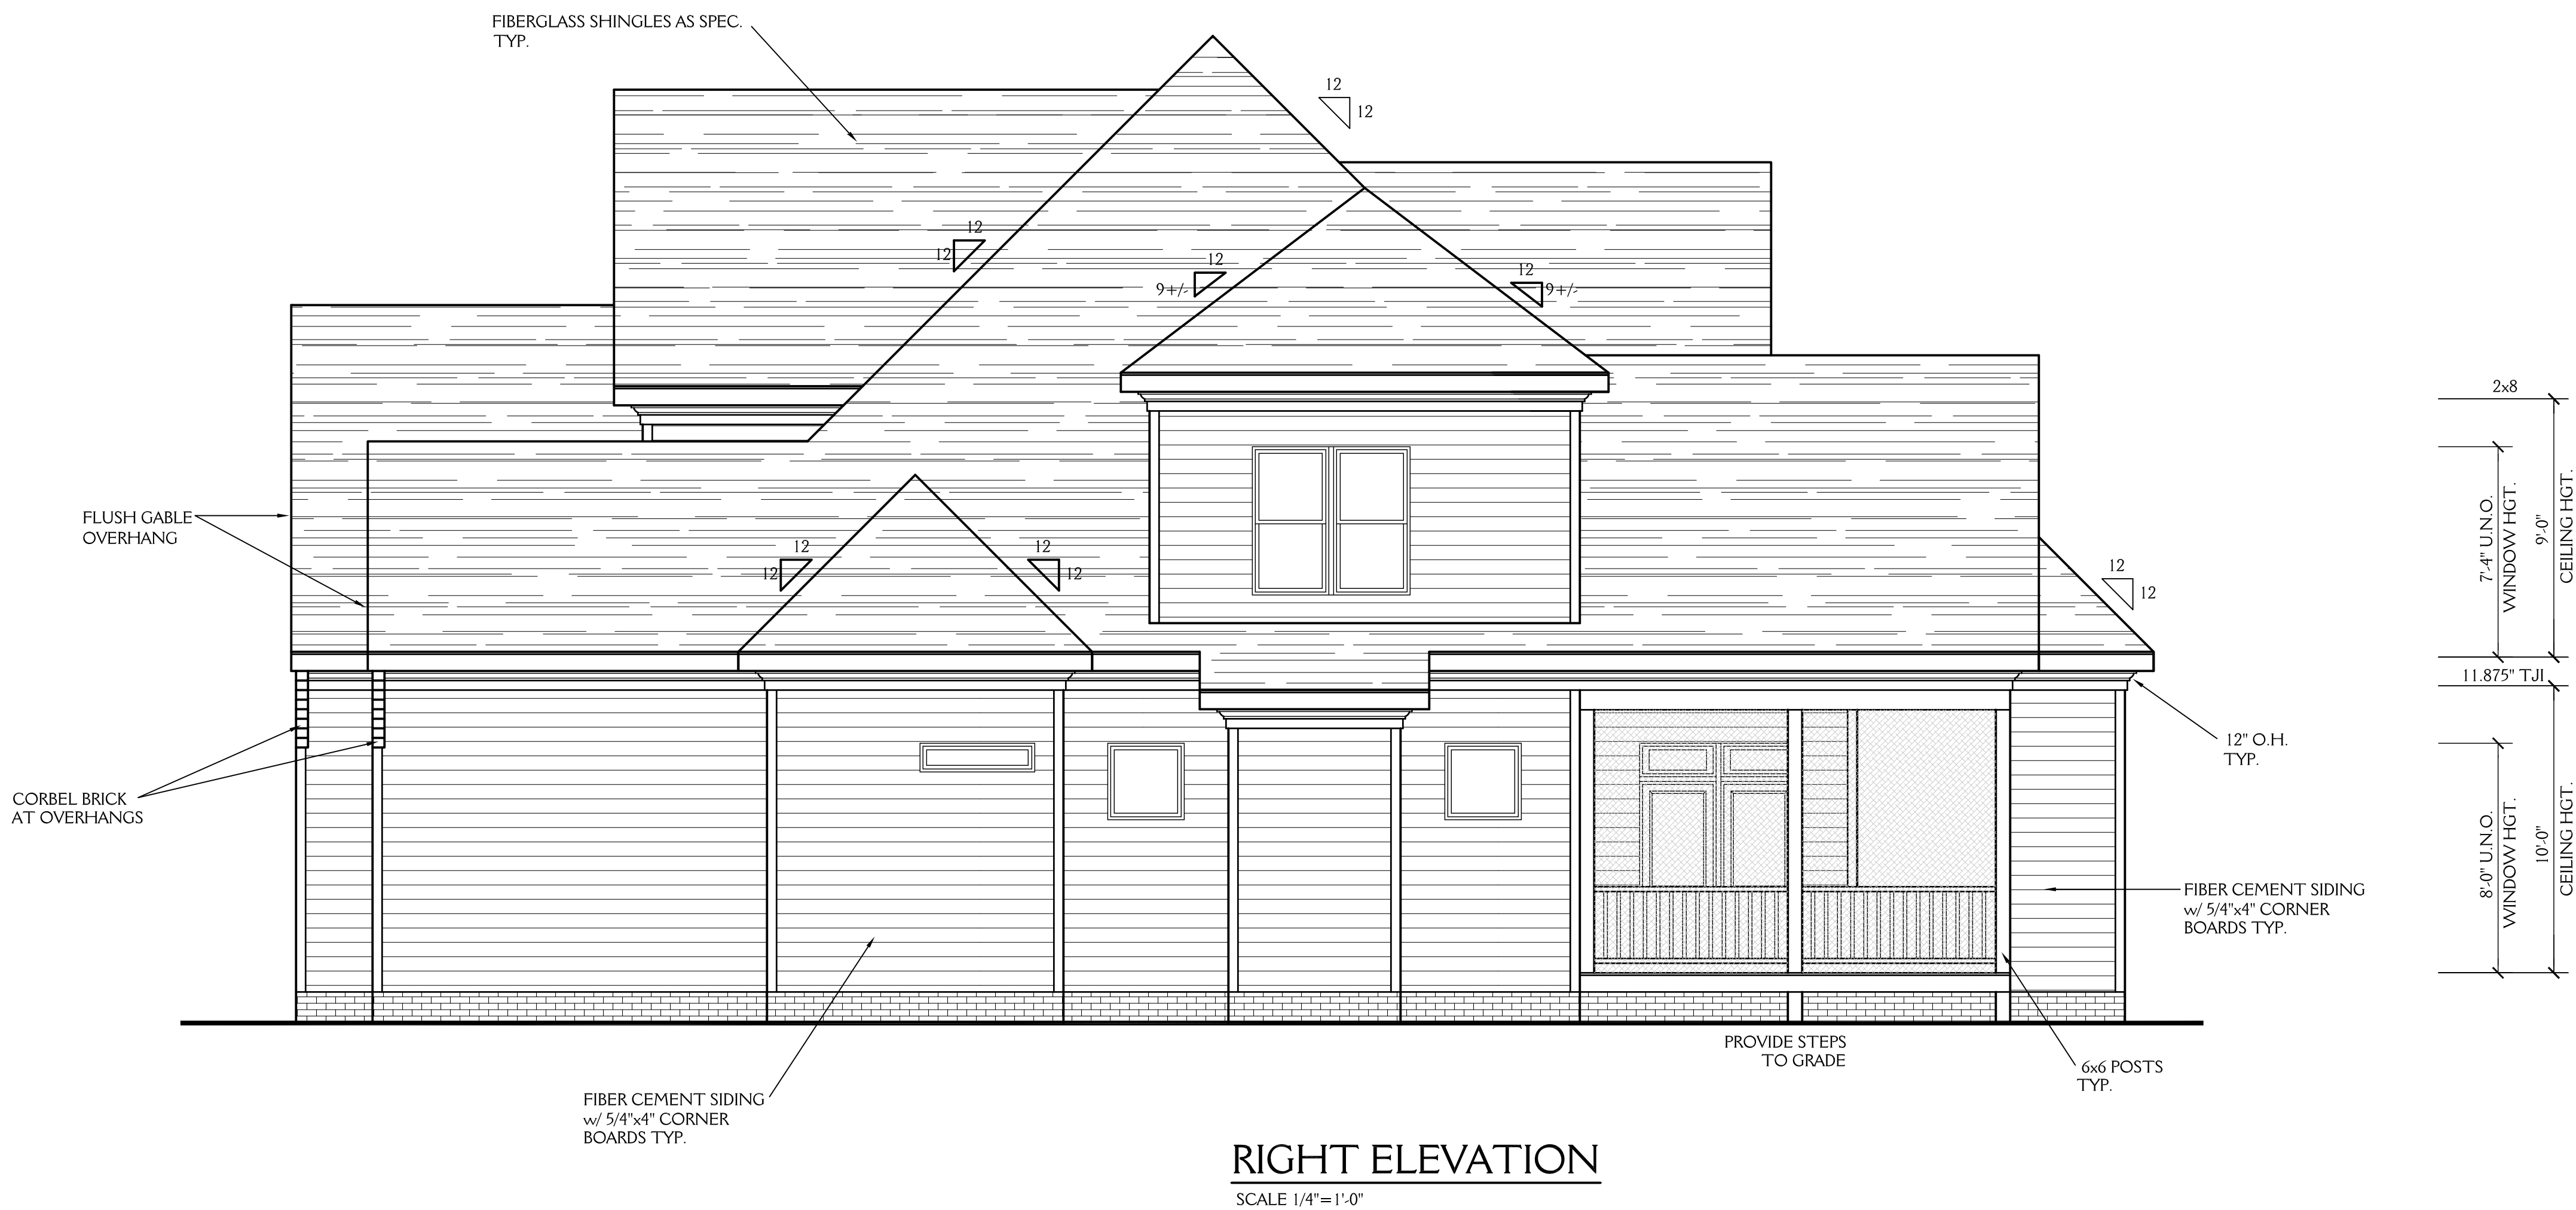 FIBERGLASS SHINGLES AS SPEC.
TYP.
12
12
12
12
12
9+/-
12
9+/-
2x8
7'-4" U.N.O.
WINDOW HGT.
9'-0"
CEILING HGT.
FLUSH GABLE
OVERHANG
12
12
12
12
12
12
11.875" TJI
12" O.H.
TYP.
CORBEL BRICK
AT OVERHANGS
8'-0" U.N.O.
WINDOW HGT.
10'-0"
CEILING HGT.
FIBER CEMENT SIDING
w/ 5/4"x4" CORNER
BOARDS TYP.
PROVIDE STEPS
TO GRADE
6x6 POSTS
TYP.
FIBER CEMENT SIDING
w/ 5/4"x4" CORNER
BOARDS TYP.
RIGHT ELEVATION
SCALE 1/4"=1'-0"